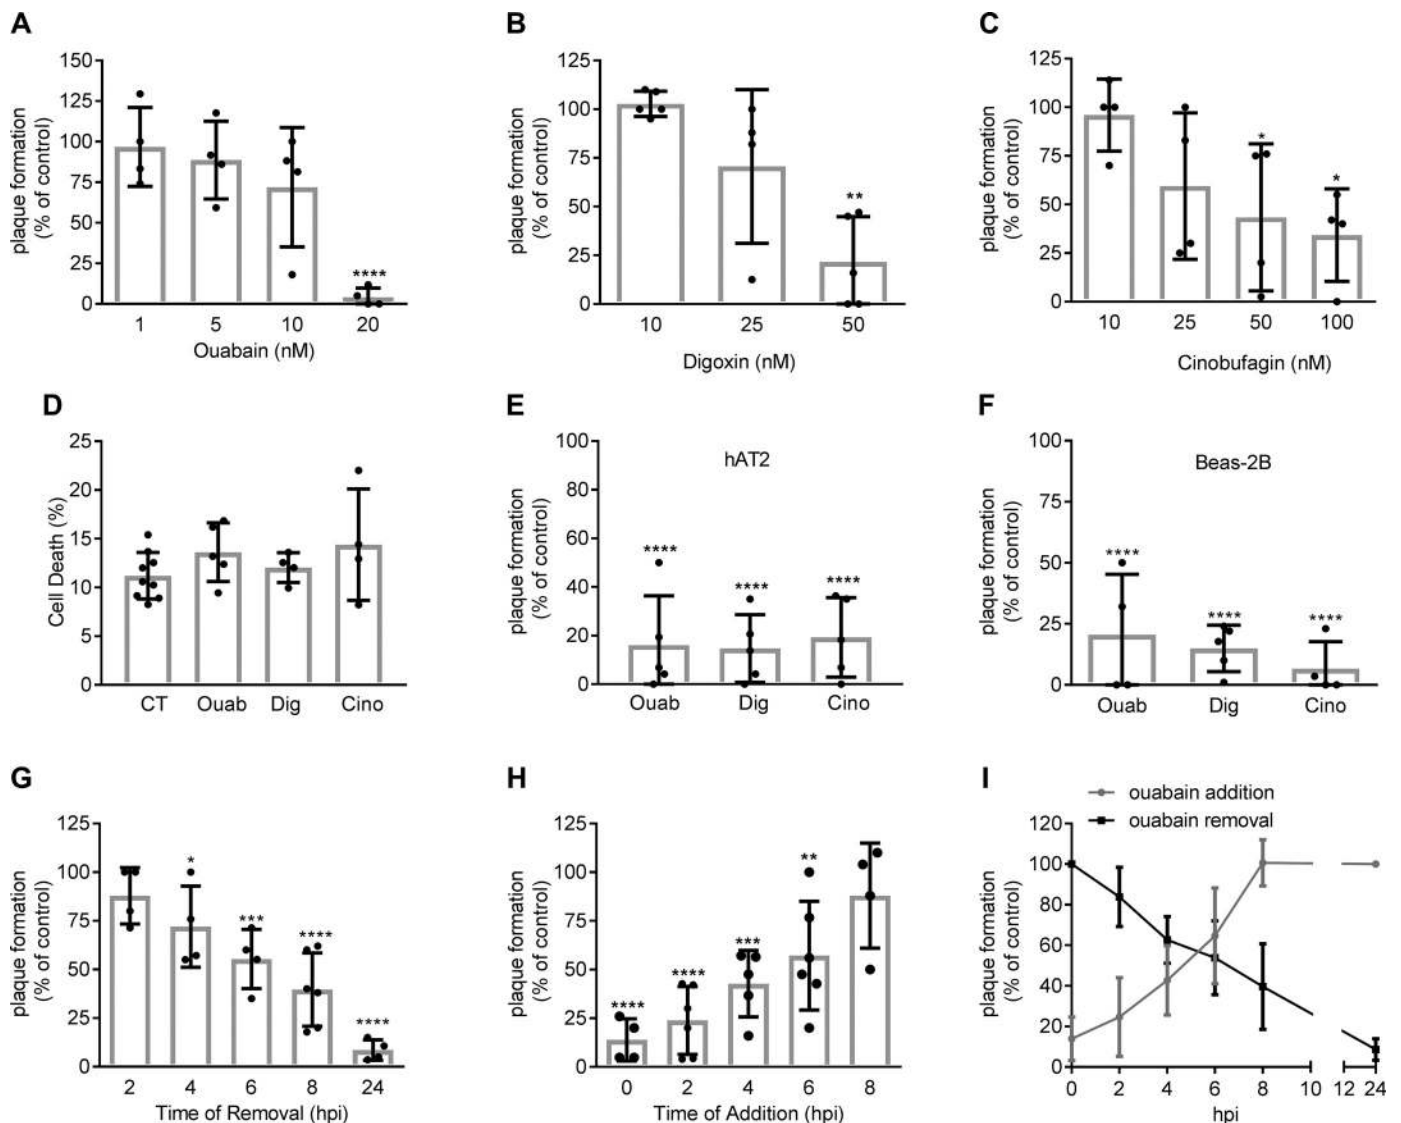 A
plaque formation
(% of control)
150
125
100
75
50
25
0
****
1 5 10 20
Ouabain (nM)
B
plaque formation
(% of control)
125
100
75
50
25
0
**
10 25 50
Digoxin (nM)
C
plaque formation
(% of control)
125
100
75
50
25
0
*
*
10 25 50 100
Cinobufagin (nM)
D
Cell Death (%)
25
20
15
10
5
0
CT Ouab Dig Cino
E
plaque formation
(% of control)
hAT2
100
80
60
40
20
0
****
****
****
Ouab Dig Cino
F
plaque formation
(% of control)
Beas-2B
100
75
50
25
0
****
****
****
Ouab Dig Cino
G
plaque formation
(% of control)
125
100
75
50
25
0
*
***
****
****
2 4 6 8 24
Time of Removal (hpi)
H
plaque formation
(% of control)
125
100
75
50
25
0
****
****
***
**
0 2 4 6 8
Time of Addition (hpi)
I
ouabain addition
ouabain removal
plaque formation
(% of control)
120
100
80
60
40
20
0
0 2 4 6 8 10 12 24
hpi